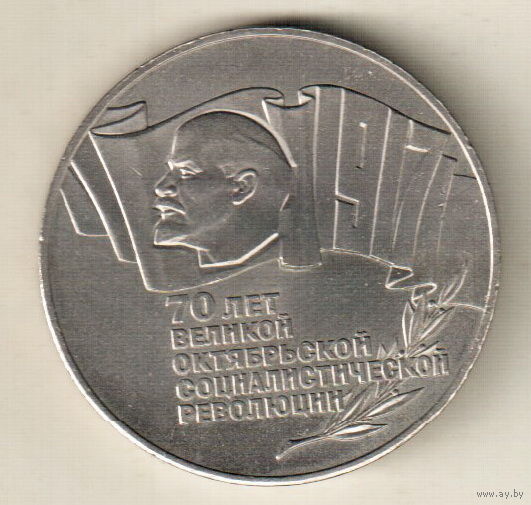 1917
70 ЛЕТ
ВЕЛИКОЙ
ОКТЯБРЬСКОЙ
СОЦИАЛИСТИЧЕСКОЙ
РЕВОЛЮЦИИ
www.ay.by